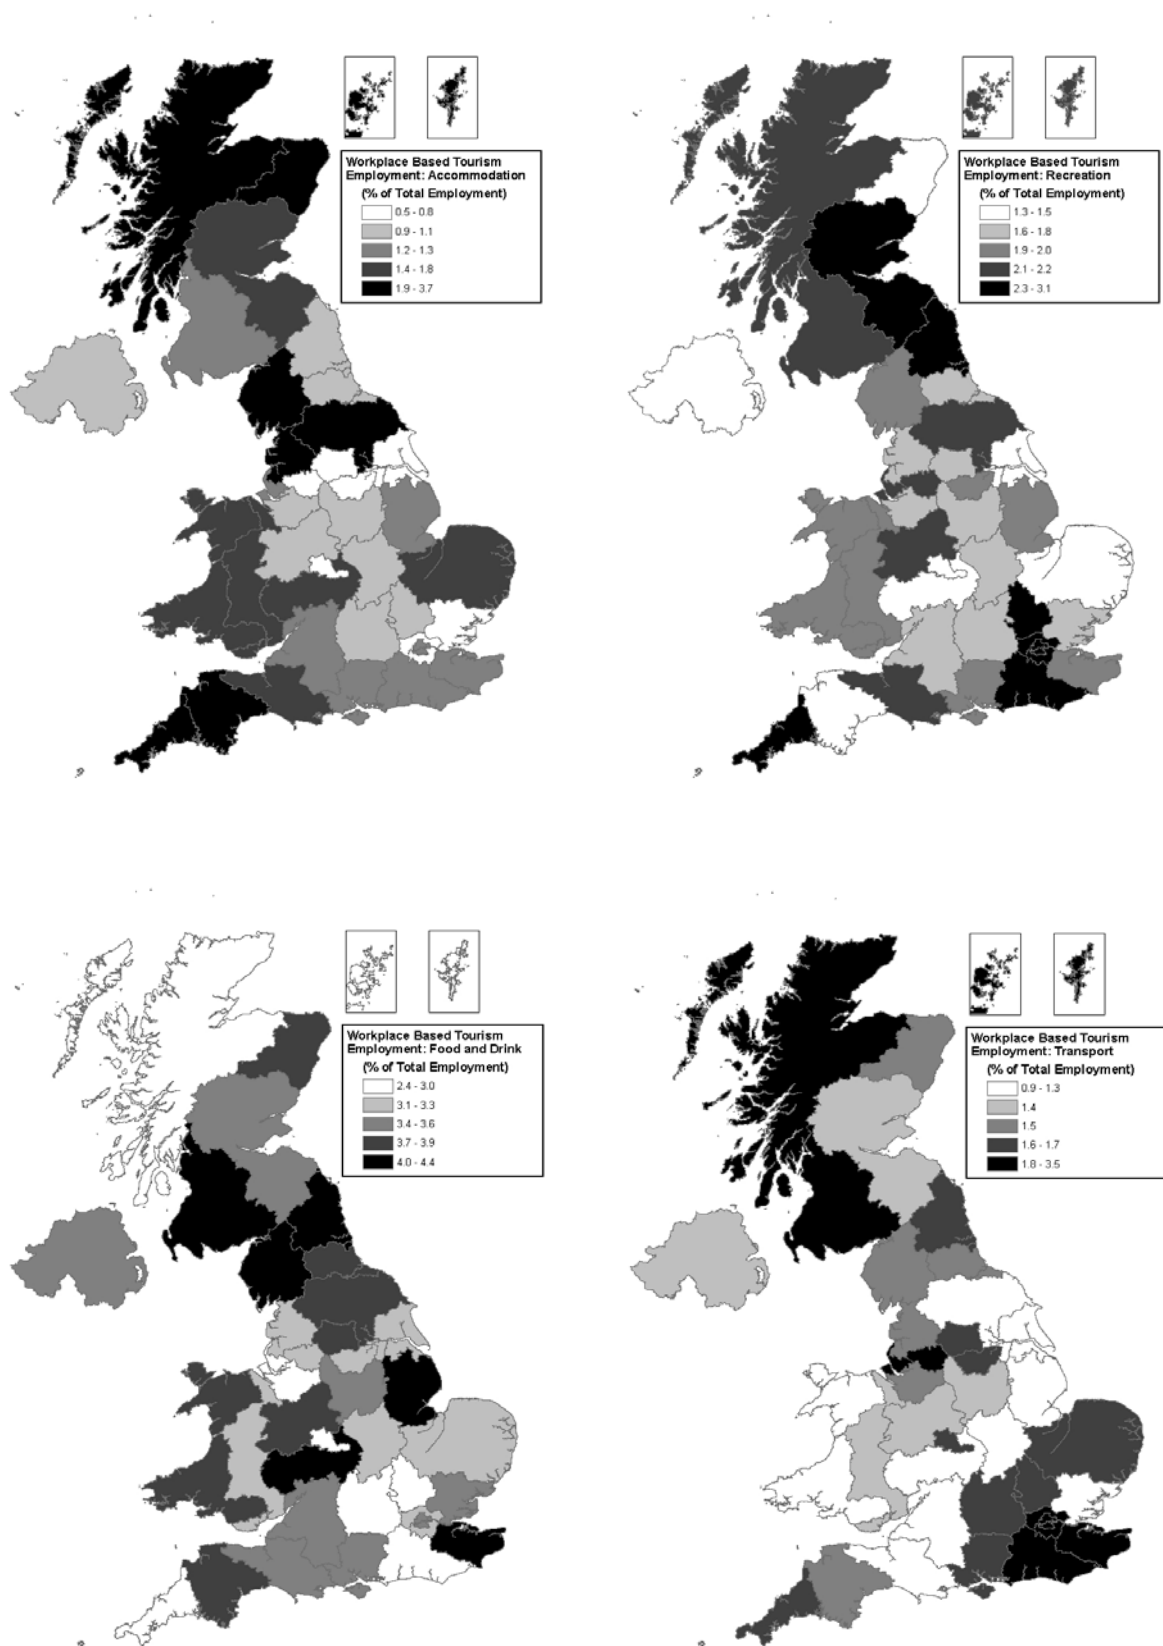 Workplace Based Tourism
Employment: Accommodation
(% of Total Employment)
0.5 - 0.8
0.9 - 1.1
1.2 - 1.3
1.4 - 1.8
1.9 - 3.7
Workplace Based Tourism
Employment: Recreation
(% of Total Employment)
1.3 - 1.5
1.6 - 1.8
1.9 - 2.0
2.1 - 2.2
2.3 - 3.1
Workplace Based Tourism
Employment: Food and Drink
(% of Total Employment)
2.4 - 3.0
3.1 - 3.3
3.4 - 3.6
3.7 - 3.9
4.0 - 4.4
Workplace Based Tourism
Employment: Transport
(% of Total Employment)
0.9 - 1.3
1.4
1.5
1.6 - 1.7
1.8 - 3.5